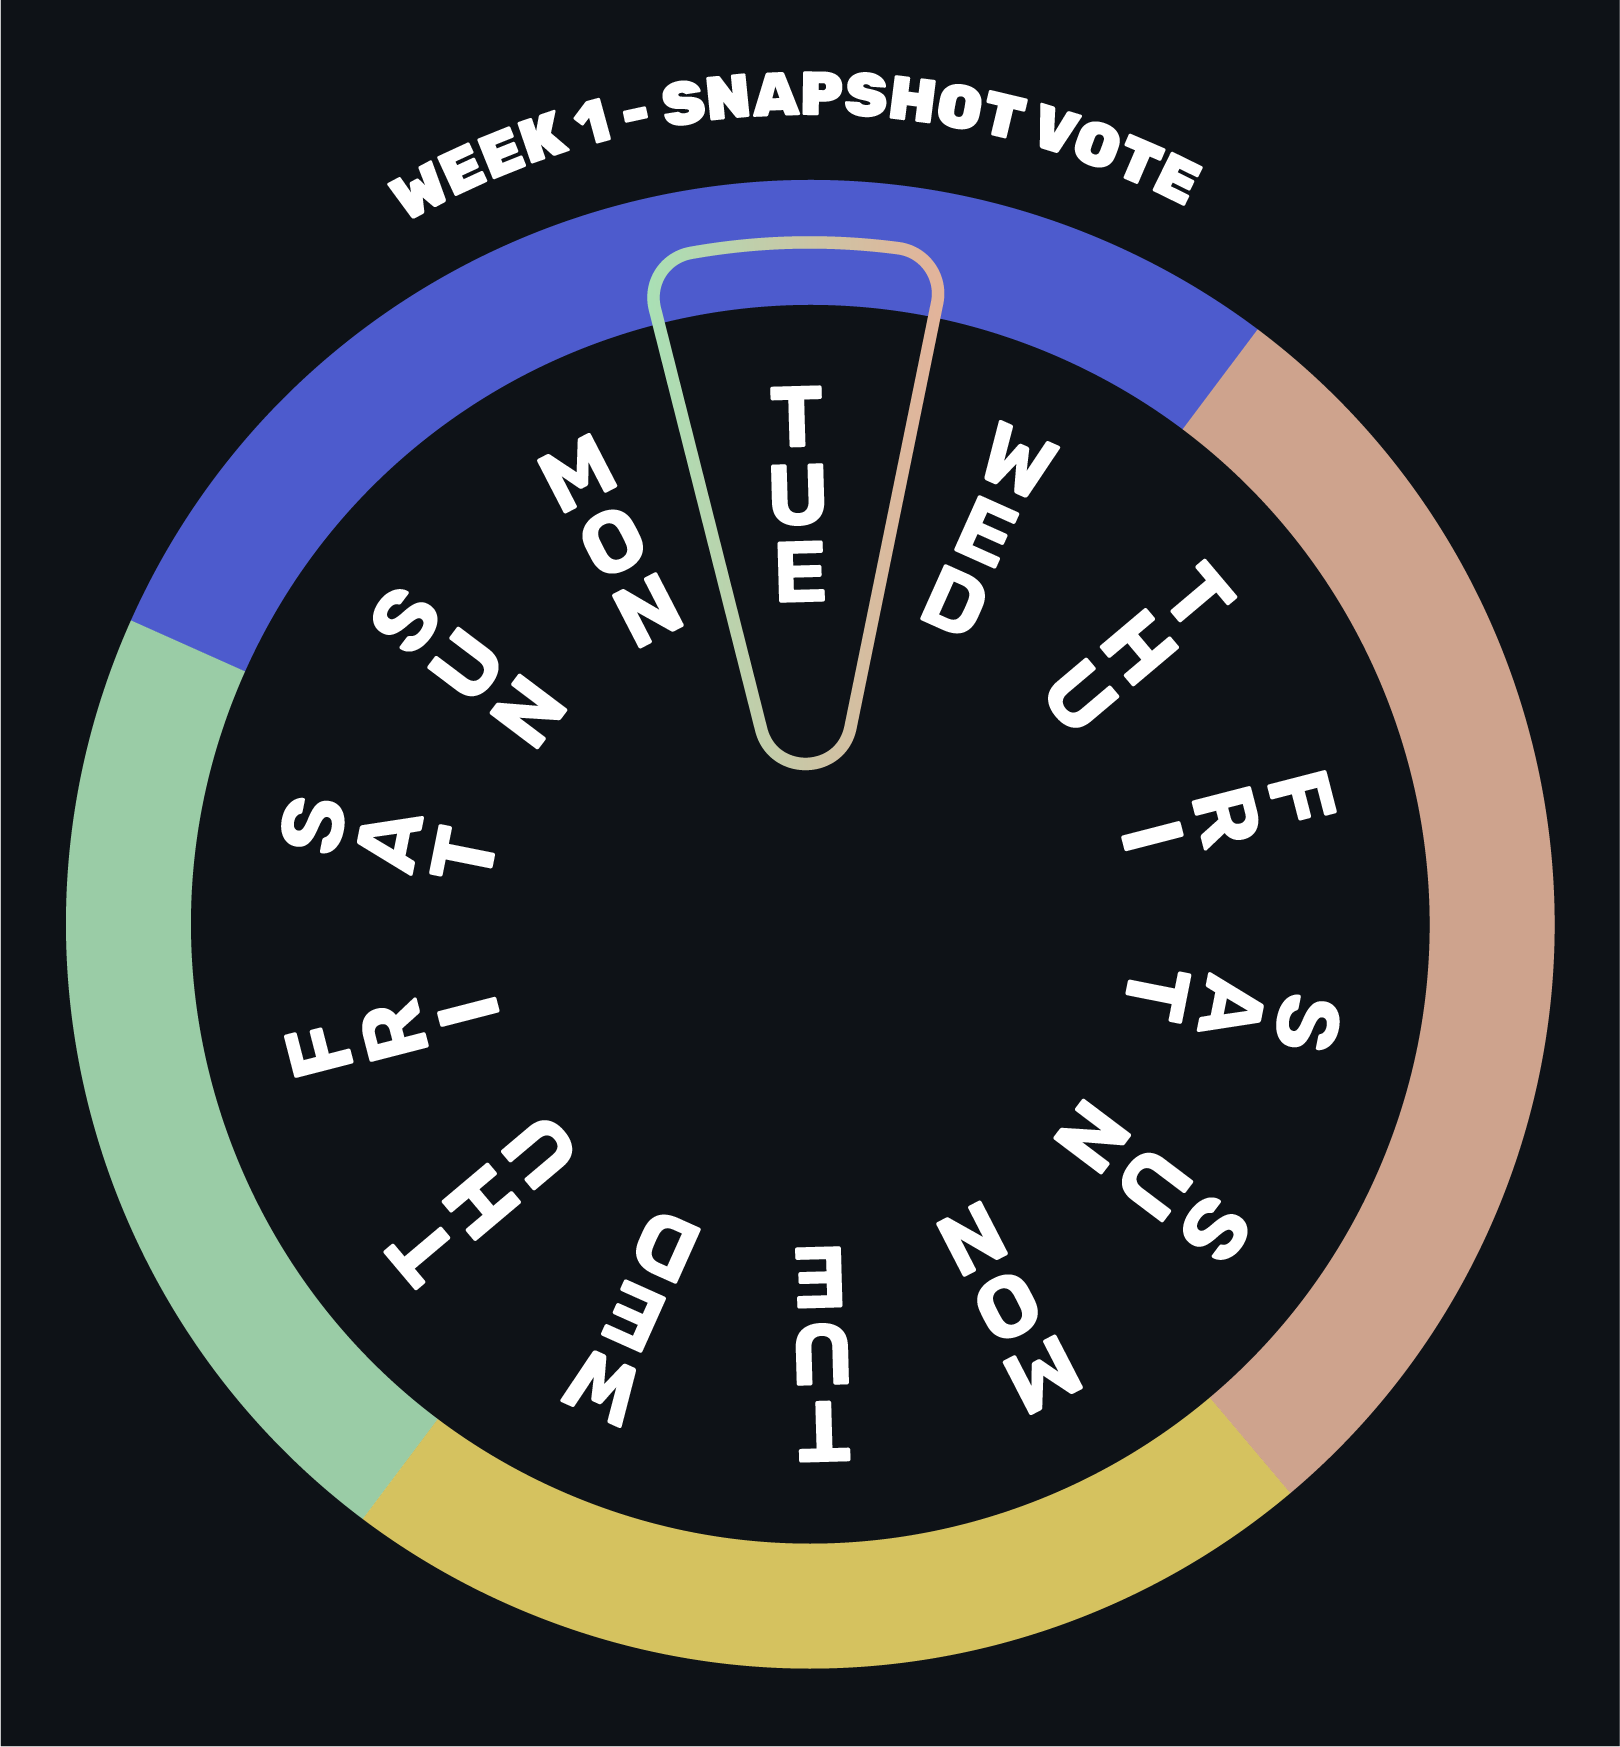 WEEK 1 - SNAPSHOT VOTE
TUE
WED
THU
FRI
SAT
SUN
MON
TUE
WED
THU
FRI
SAT
SUN
MON